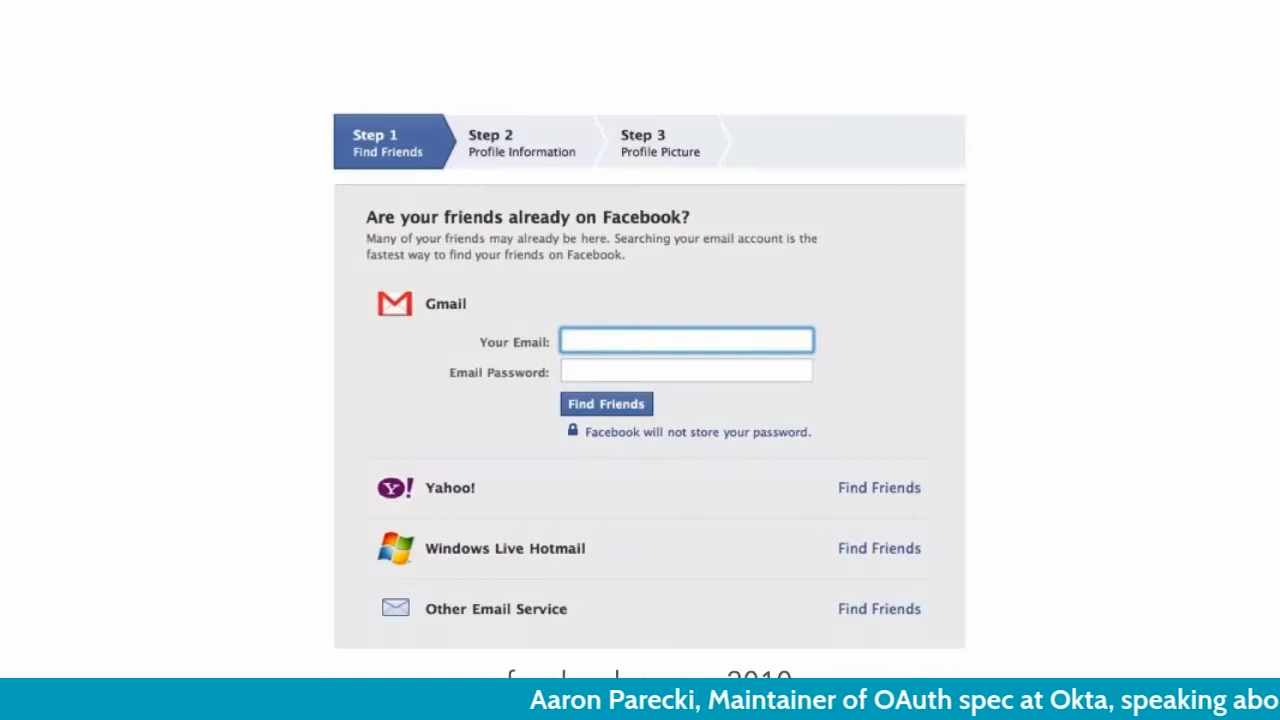 Step 1
Find Friends
Step 2
Profile Information
Step 3
Profile Picture
Are your friends already on Facebook?
Many of your friends may already be here. Searching your email account is the
fastest way to find your friends on Facebook.
Gmail
Your Email:
Email Password:
Find Friends
Facebook will not store your password.
Yahoo!
Find Friends
Windows Live Hotmail
Find Friends
Other Email Service
Find Friends
2010
Aaron Parecki, Maintainer of OAuth spec at Okta, speaking abo